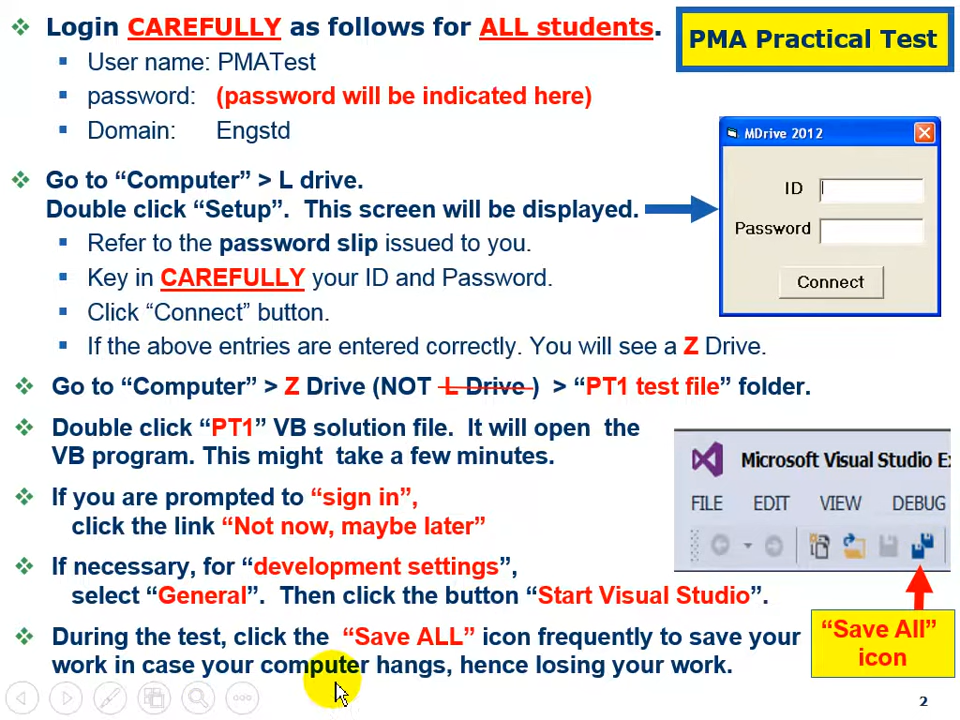 Login CAREFULLY as follows for ALL students.
PMA Practical Test
User name: PMATest
password: (password will be indicated here)
Domain: Engstd
Go to “Computer” > L drive.
Double click “Setup”. This screen will be displayed.
Refer to the password slip issued to you.
Key in CAREFULLY your ID and Password.
Click “Connect” button.
If the above entries are entered correctly. You will see a Z Drive.
MDrive 2012
ID
Password
Connect
Go to “Computer” > Z Drive (NOT L Drive ) > “PT1 test file” folder.
Double click “PT1” VB solution file. It will open the
VB program. This might take a few minutes.
If you are prompted to “sign in”,
click the link “Not now, maybe later”
If necessary, for “development settings”,
select “General”. Then click the button “Start Visual Studio”.
During the test, click the “Save ALL” icon frequently to save your
work in case your computer hangs, hence losing your work.
Microsoft Visual Studio Ex
FILE EDIT VIEW DEBUG
“Save All”
icon
2